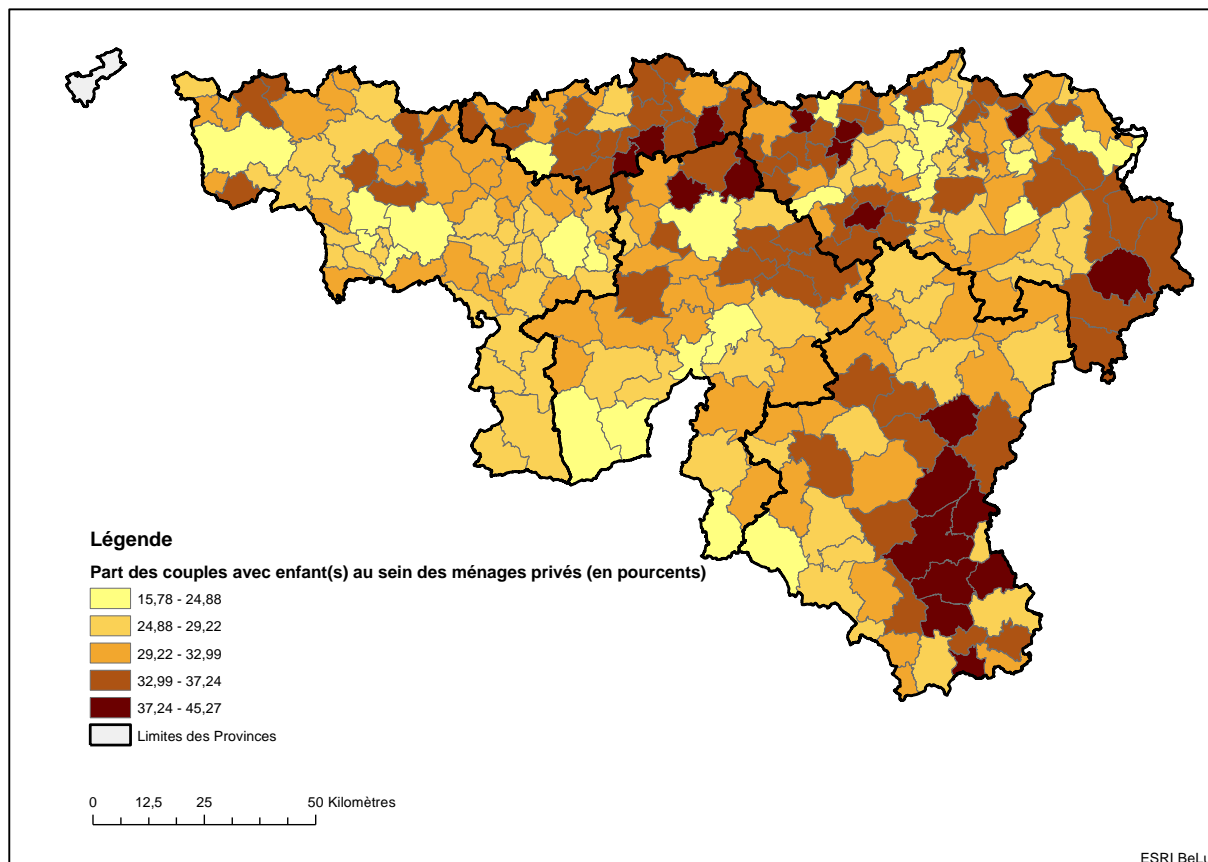 Légende
Part des couples avec enfant(s) au sein des ménages privés (en pourcents)
15,78 - 24,88
24,88 - 29,22
29,22 - 32,99
32,99 - 37,24
37,24 - 45,27
Limites des Provinces
0 12,5 25 50 Kilomètres
ESRI BeLu